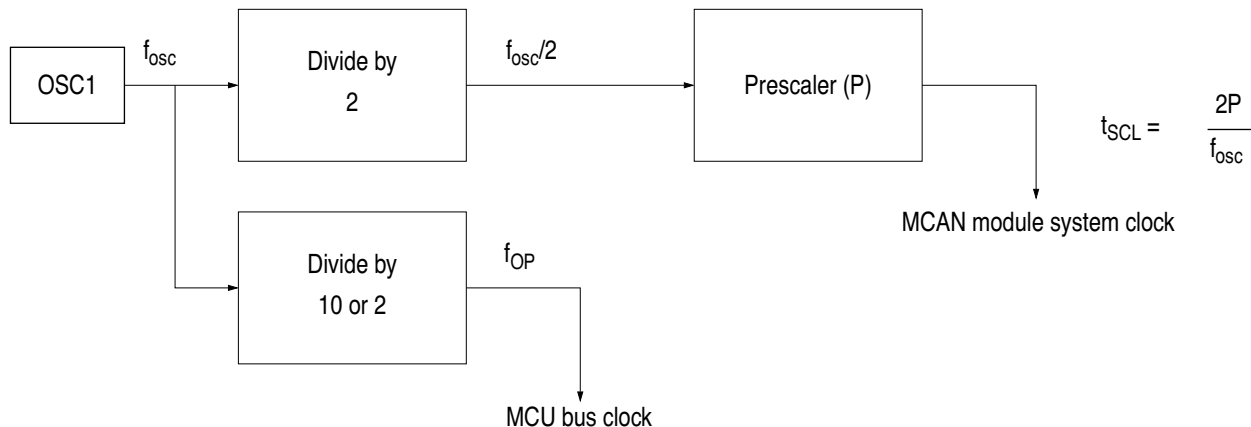 OSC1
fosc
Divide by
2
fosc/2
Prescaler (P)
tSCL =
2P
fosc
MCAN module system clock
Divide by
10 or 2
fOP
MCU bus clock